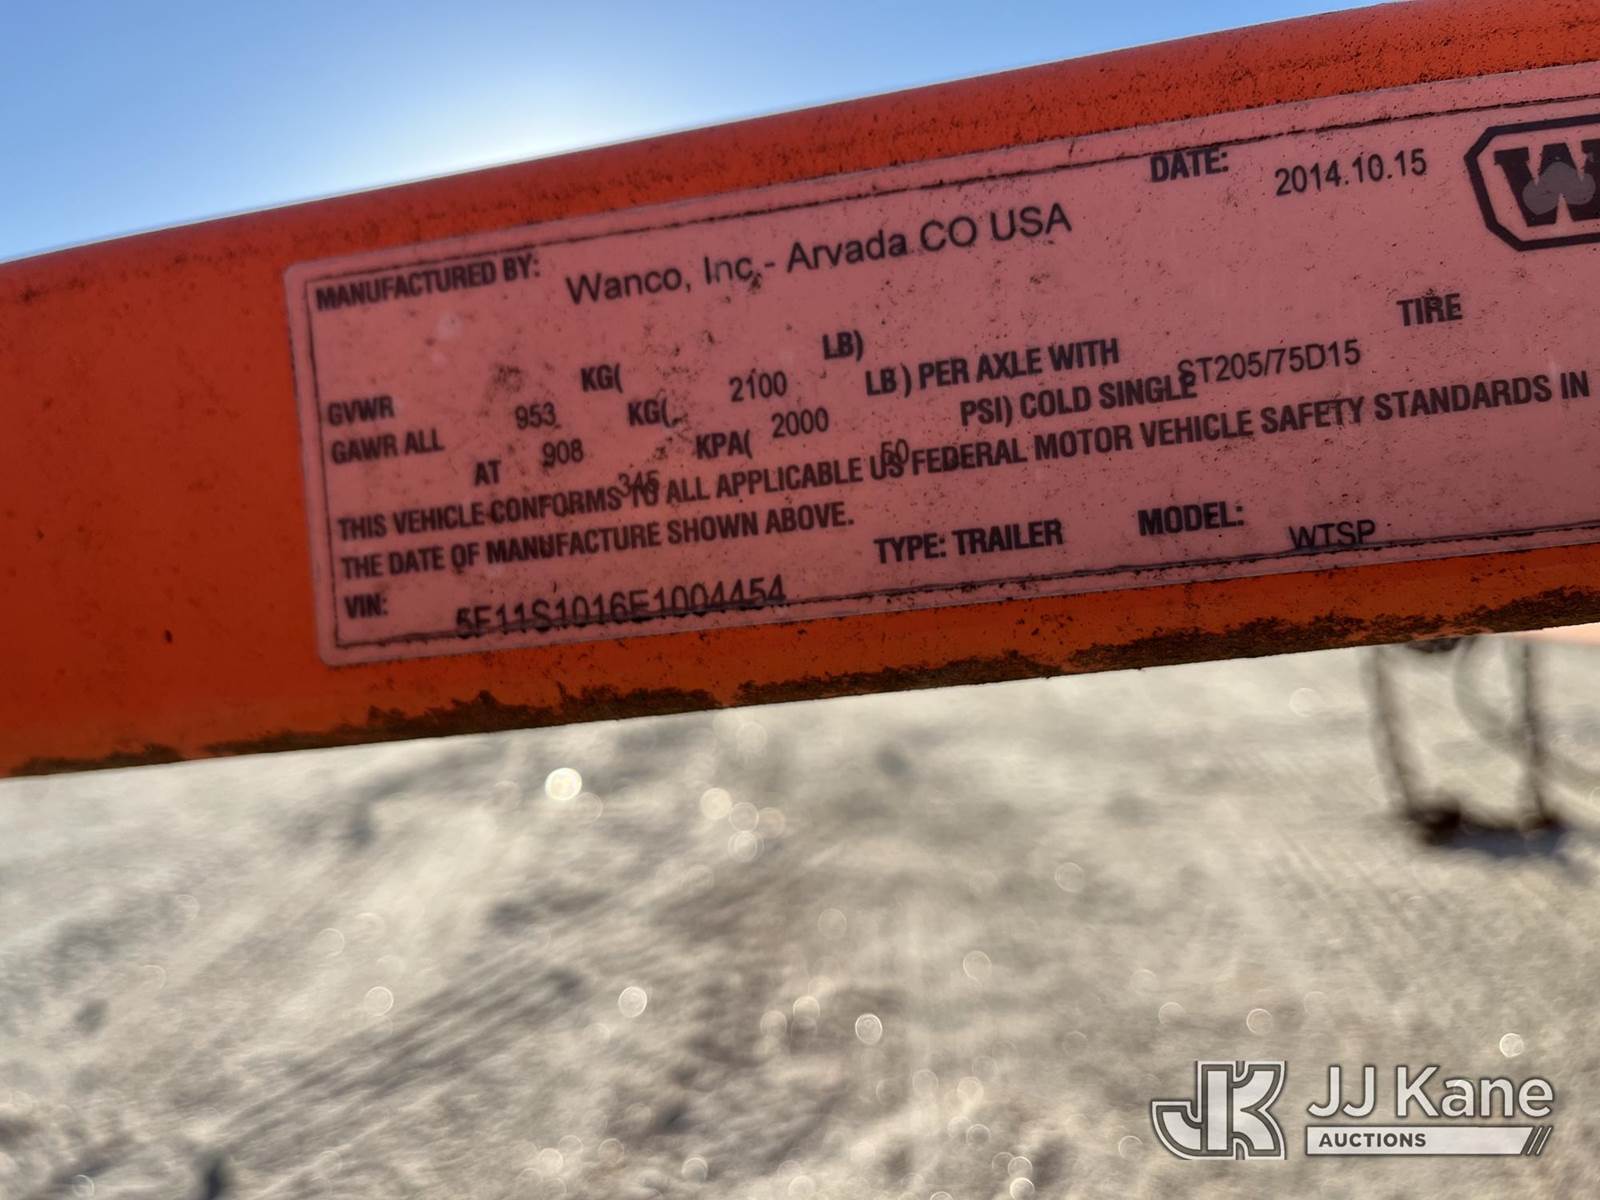 DATE: 2014.10.15
MANUFACTURED BY: Wanco, Inc.- Arvada CO USA
GVWR 953 KG( 2100 LB)
GAWR ALL 908 KG( 2000 LB ) PER AXLE WITH ST205/75D15 TIRE
AT 345 KPA( 50 PSI) COLD SINGLE
THIS VEHICLE CONFORMS TO ALL APPLICABLE US FEDERAL MOTOR VEHICLE SAFETY STANDARDS IN
THE DATE OF MANUFACTURE SHOWN ABOVE.
VIN: 5F11S1016E1004454 TYPE: TRAILER MODEL: WTSP
JJ Kane
AUCTIONS